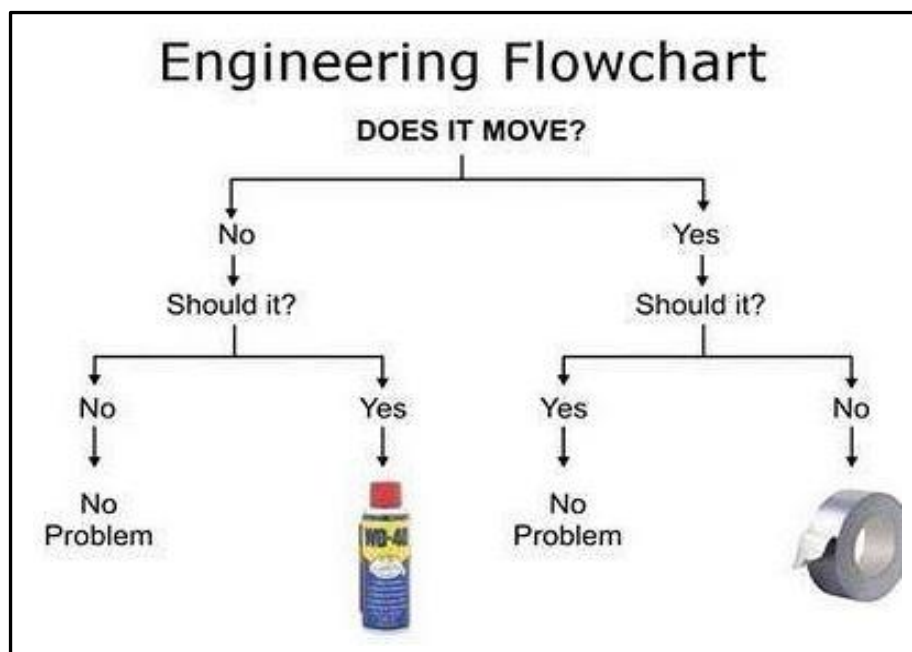 Engineering Flowchart
DOES IT MOVE?
No
Yes
Should it?
Should it?
No
Yes
Yes
No
No
Problem
No
Problem
WD-40